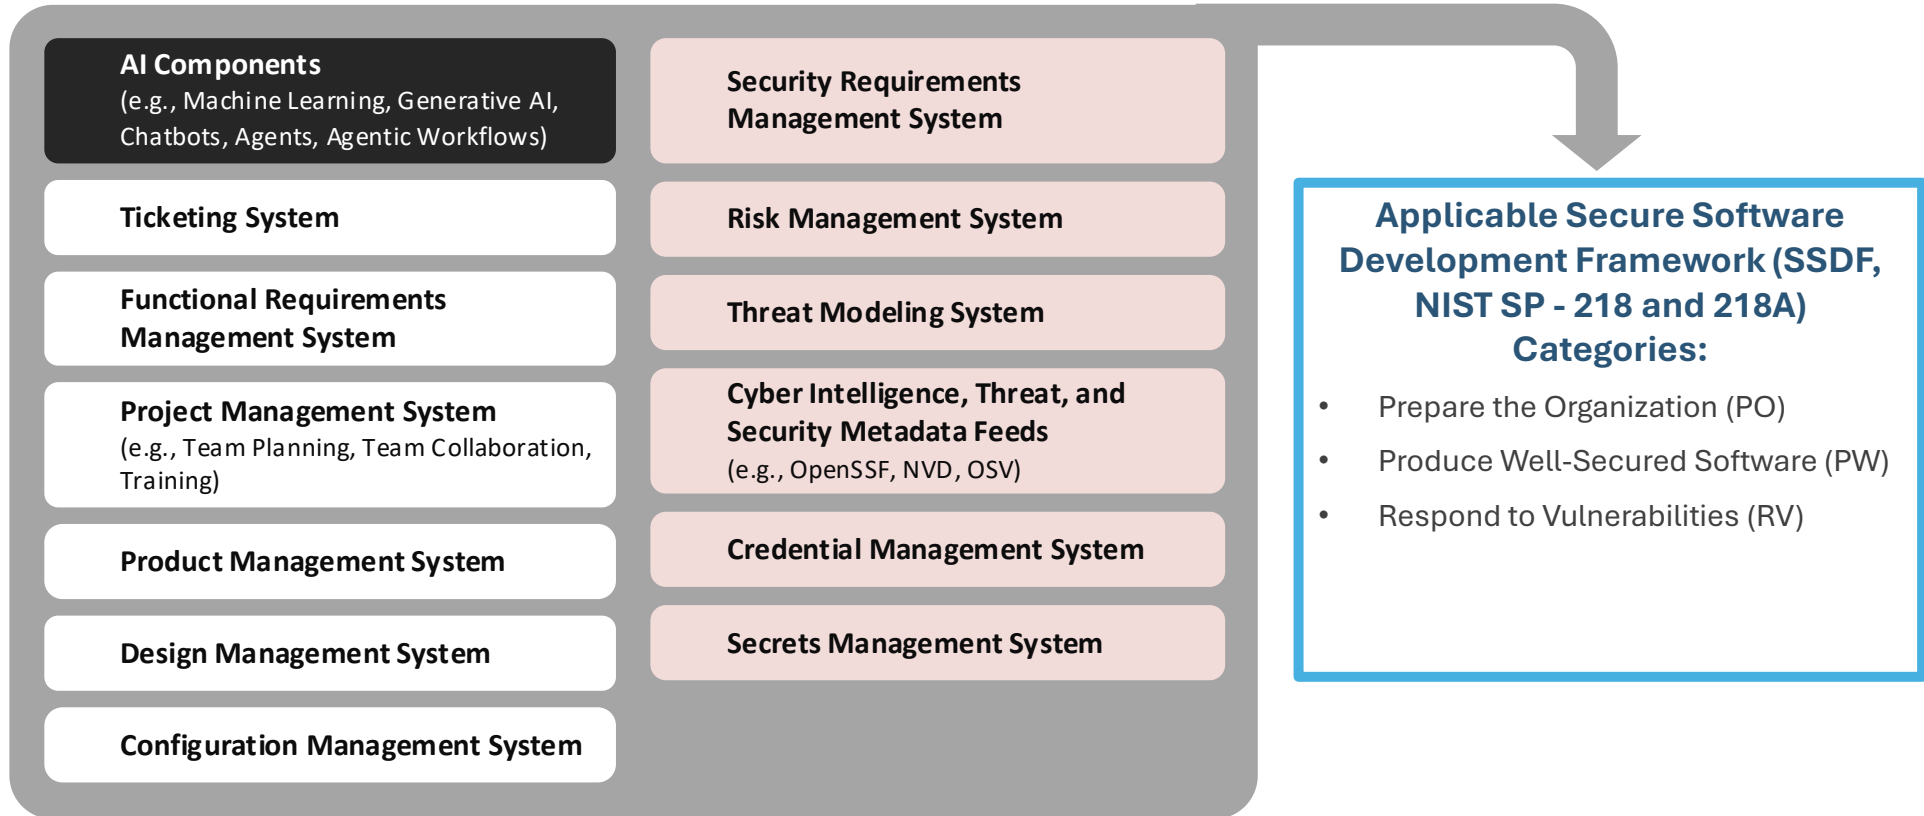 AI Components
(e.g., Machine Learning, Generative AI,
Chatbots, Agents, Agentic Workflows)
Ticketing System
Functional Requirements
Management System
Project Management System
(e.g., Team Planning, Team Collaboration,
Training)
Product Management System
Design Management System
Configuration Management System
Security Requirements
Management System
Risk Management System
Threat Modeling System
Cyber Intelligence, Threat, and
Security Metadata Feeds
(e.g., OpenSSF, NVD, OSV)
Credential Management System
Secrets Management System
Applicable Secure Software
Development Framework (SSDF,
NIST SP - 218 and 218A)
Categories:
• Prepare the Organization (PO)
• Produce Well-Secured Software (PW)
• Respond to Vulnerabilities (RV)